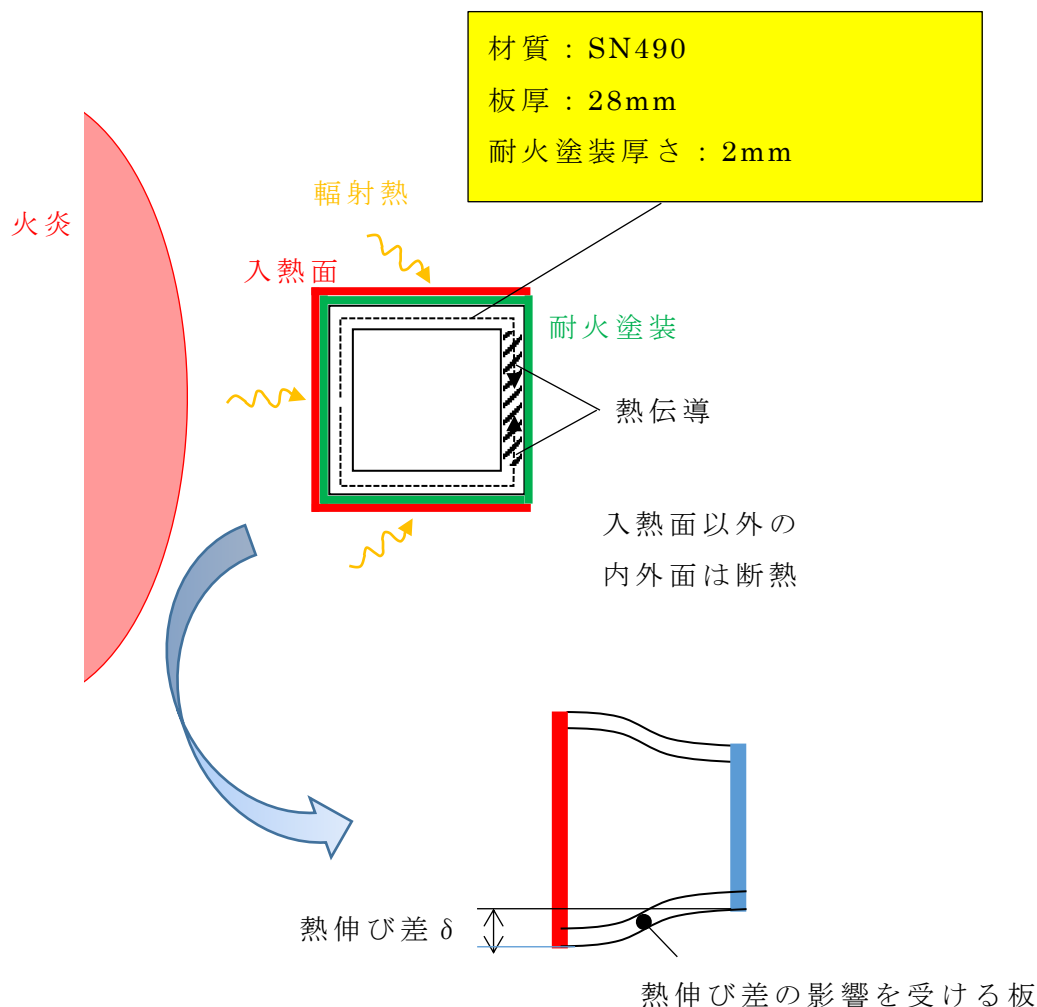 材質：SN490
板厚：28mm
耐火塗装厚さ：2mm
輻射熱
火炎
入熱面
耐火塗装
熱伝導
入熱面以外の
内外面は断熱
熱伸び差δ
熱伸び差の影響を受ける板